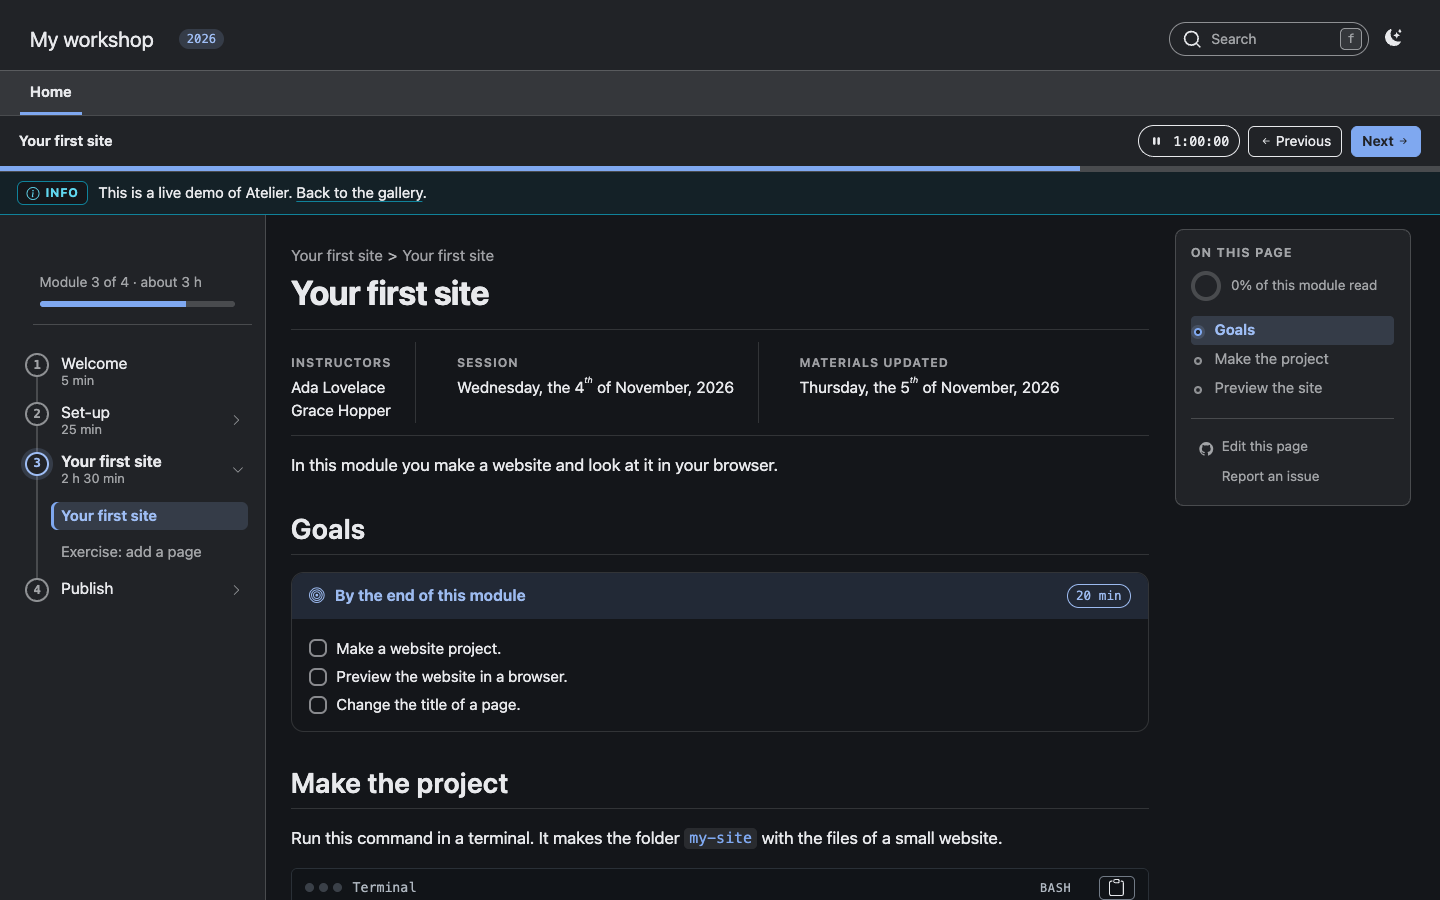 My workshop
2026
Search
f
Home
Your first site
1:00:00
← Previous
Next →
INFO
This is a live demo of Atelier. Back to the gallery.
Module 3 of 4 · about 3 h
1
Welcome
5 min
2
Set-up
25 min
3
Your first site
2 h 30 min
Your first site
Exercise: add a page
4
Publish
Your first site > Your first site
Your first site
INSTRUCTORS
Ada Lovelace
Grace Hopper
SESSION
Wednesday, the 4th of November, 2026
MATERIALS UPDATED
Thursday, the 5th of November, 2026
In this module you make a website and look at it in your browser.
Goals
By the end of this module
20 min
Make a website project.
Preview the website in a browser.
Change the title of a page.
Make the project
Run this command in a terminal. It makes the folder my-site with the files of a small website.
Terminal
BASH
ON THIS PAGE
0% of this module read
Goals
Make the project
Preview the site
Edit this page
Report an issue